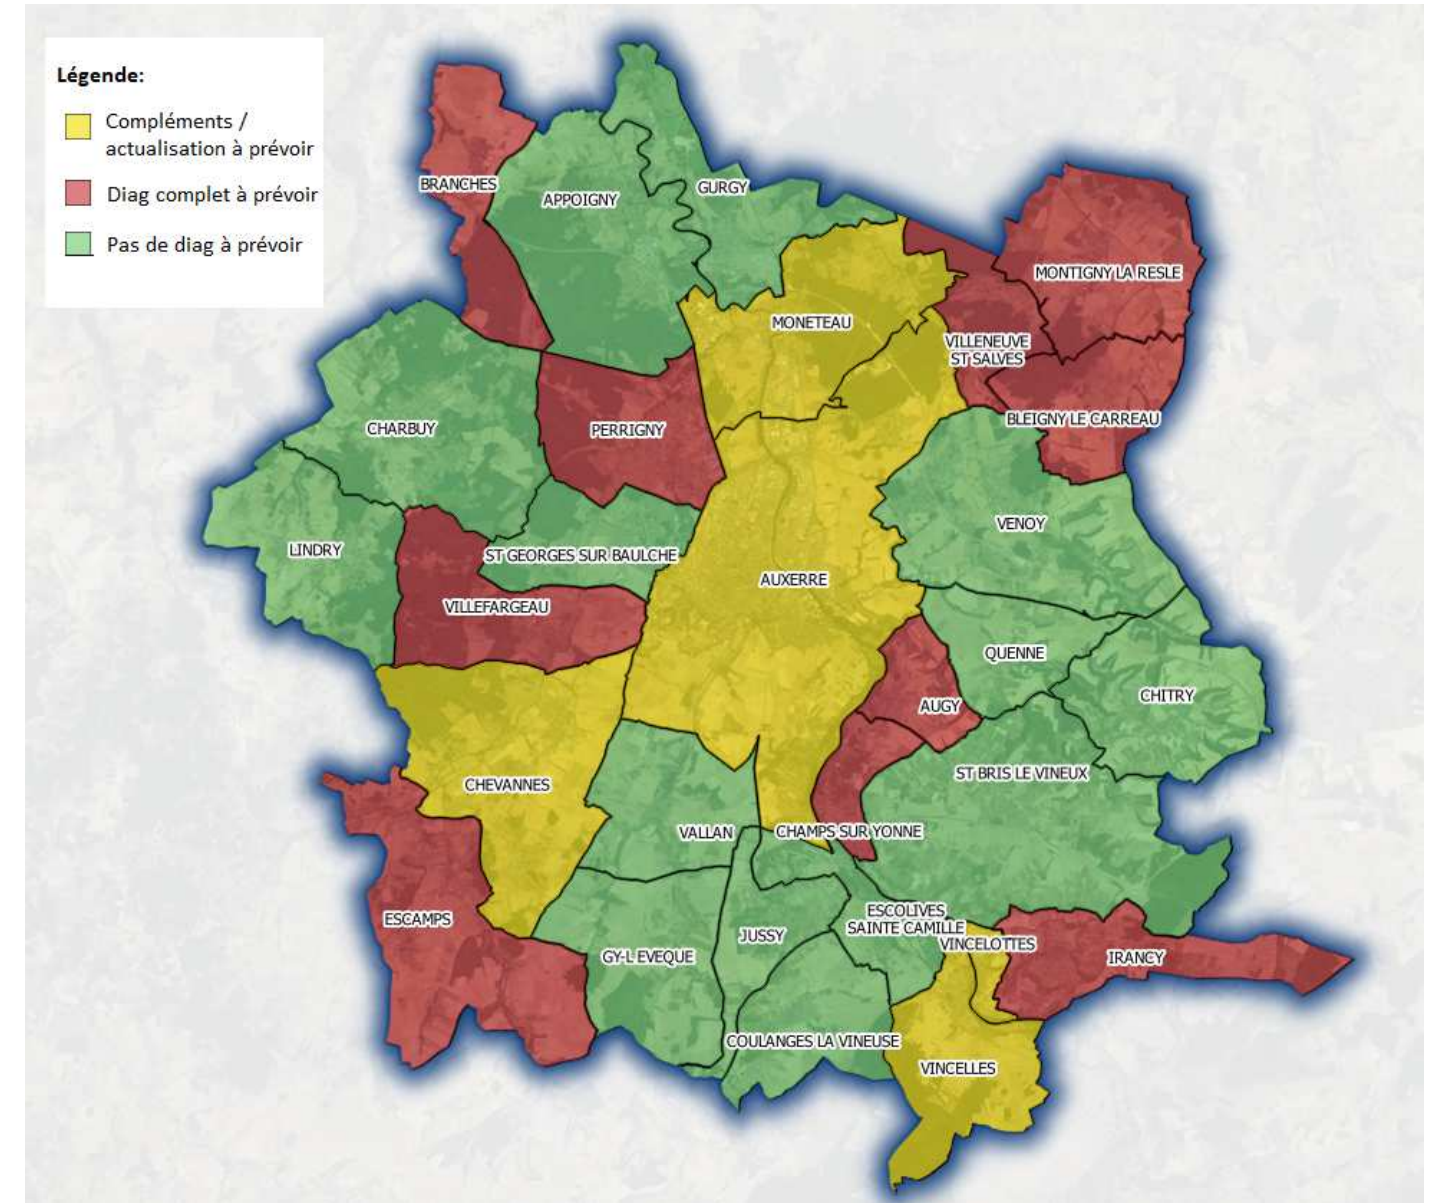 Légende:
Compléments /
actualisation à prévoir
Diag complet à prévoir
Pas de diag à prévoir
BRANCHES
APPOIGNY
GURGY
MONTIGNY LA RESLE
MONETEAU
VILLENEUVE
ST SALVES
BLEIGNY LE CARREAU
CHARBUY
PERRIGNY
VENOY
LINDRY
ST GEORGES SUR BAULCHE
AUXERRE
VILLEFARGEAU
QUENNE
CHITRY
AUGY
ST BRIS LE VINEUX
CHEVANNES
VALLAN
CHAMPS SUR YONNE
ESCAMPS
ESCOLIVES
SAINTE CAMILLE
JUSSY
VINCELOTTES
GY-L EVEQUE
IRANCY
COULANGES LA VINEUSE
VINCELLES